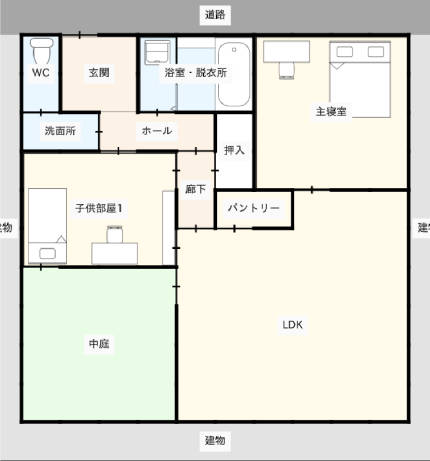 道路
WC
玄関
浴室・脱衣所
主寝室
洗面所
ホール
押入
廊下
子供部屋1
パントリー
建物
LDK
中庭
建物